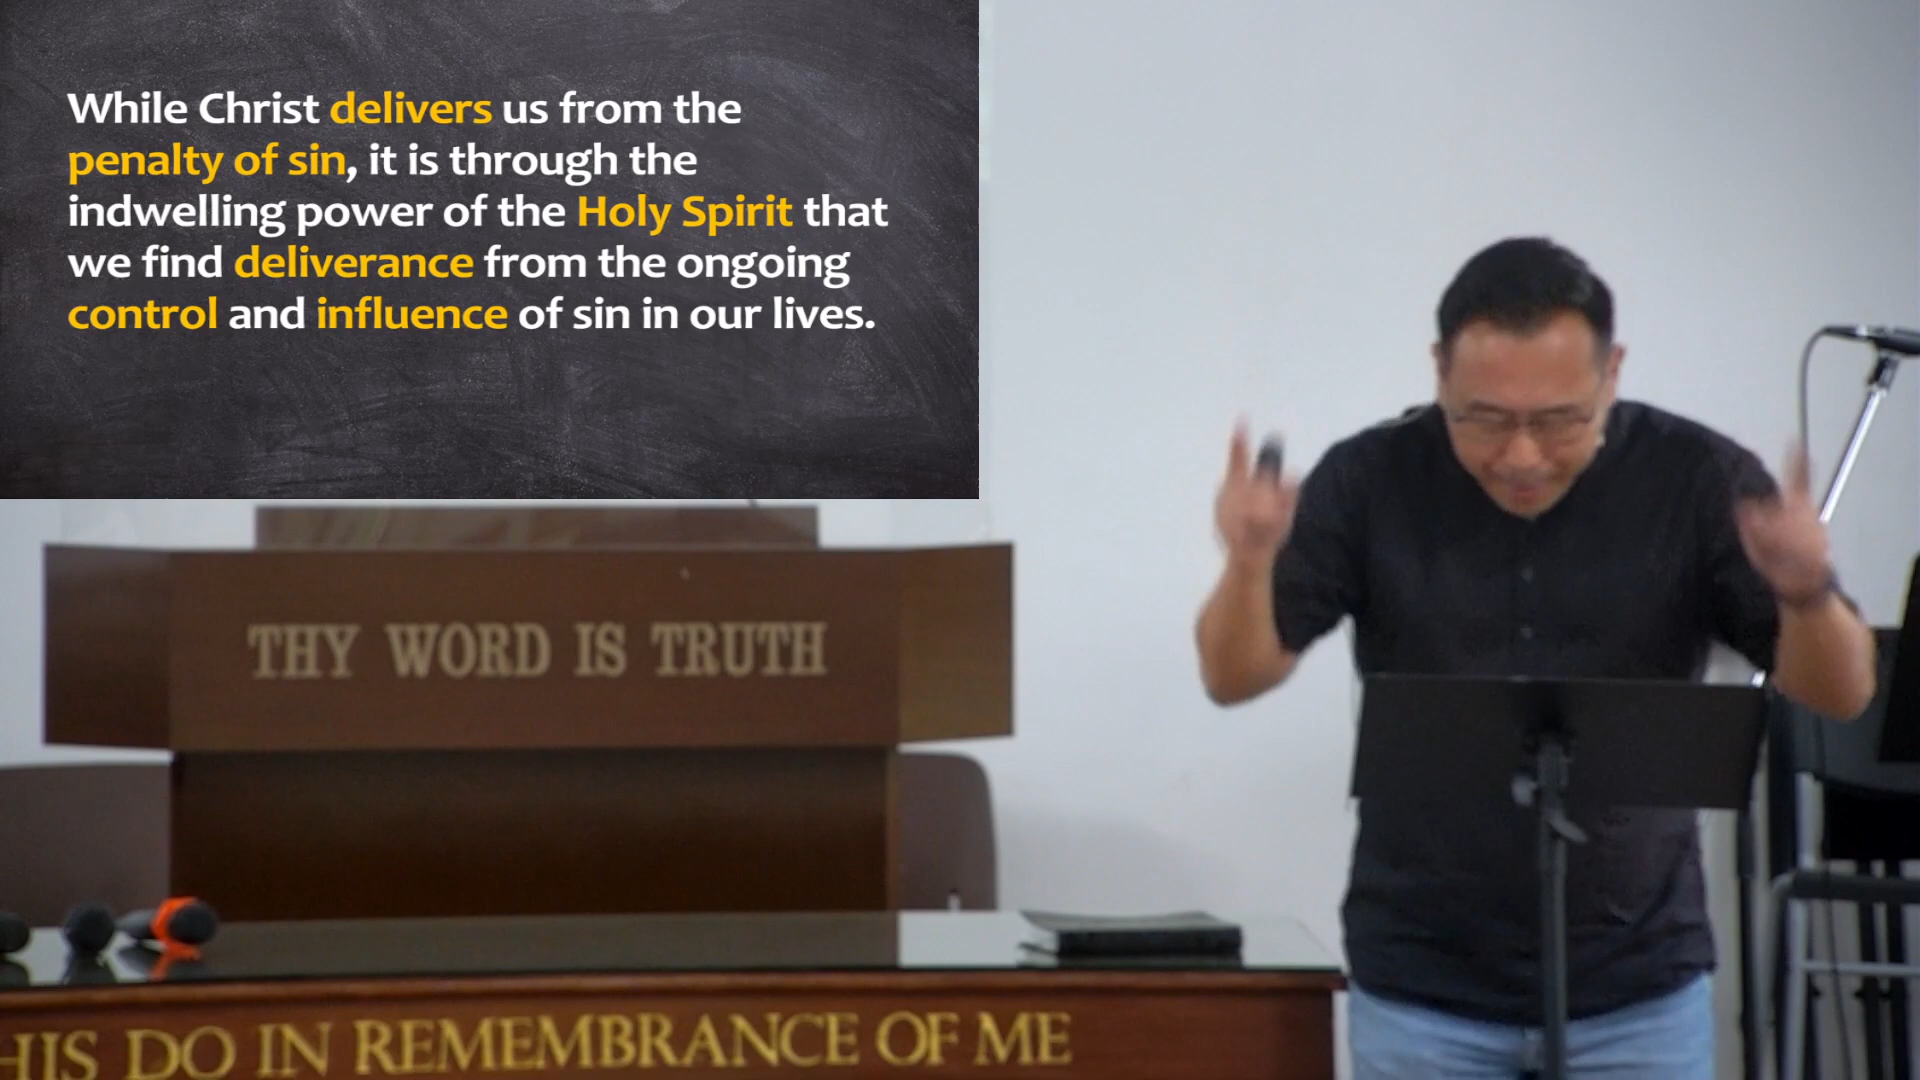 While Christ delivers us from the
penalty of sin, it is through the
indwelling power of the Holy Spirit that
we find deliverance from the ongoing
control and influence of sin in our lives.
THY WORD IS TRUTH
HIS DO IN REMEMBRANCE OF ME